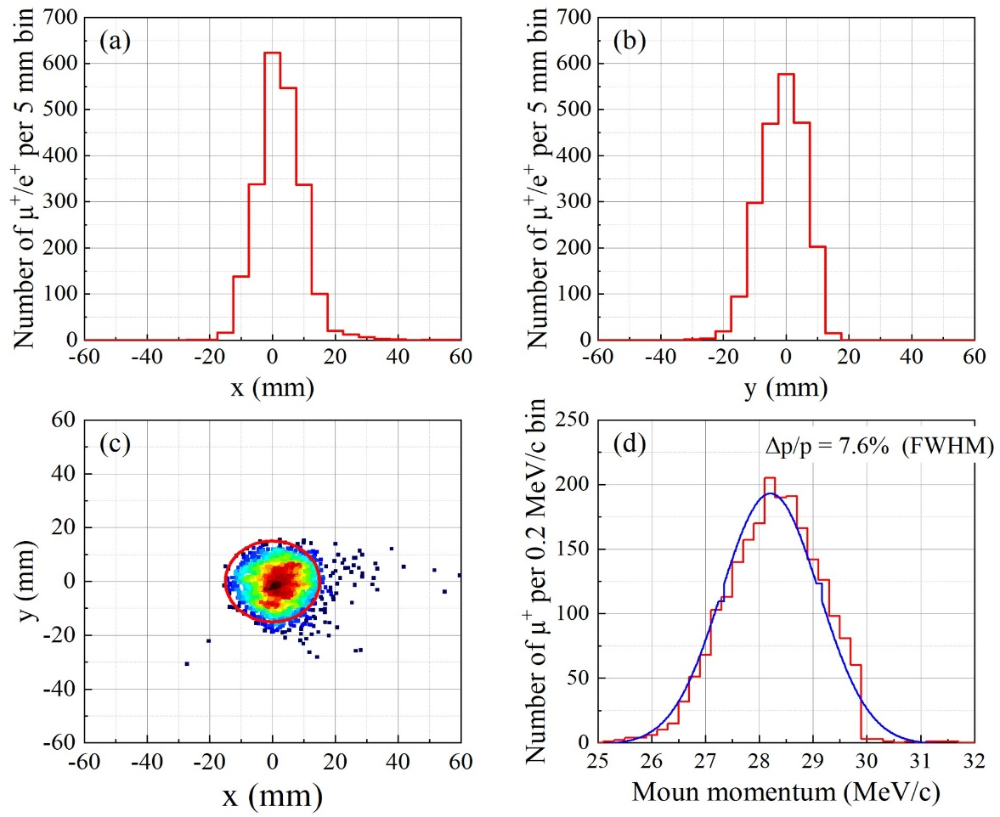 (a)
Number of μ⁺/e⁺ per 5 mm bin
700
600
500
400
300
200
100
0
-60 -40 -20 0 20 40 60
x (mm)
(b)
Number of μ⁺/e⁺ per 5 mm bin
700
600
500
400
300
200
100
0
-60 -40 -20 0 20 40 60
y (mm)
(c)
y (mm)
60
40
20
0
-20
-40
-60
-60 -40 -20 0 20 40 60
x (mm)
(d)
Δp/p = 7.6% (FWHM)
Number of μ⁺ per 0.2 MeV/c bin
250
200
150
100
50
0
25 26 27 28 29 30 31 32
Moun momentum (MeV/c)